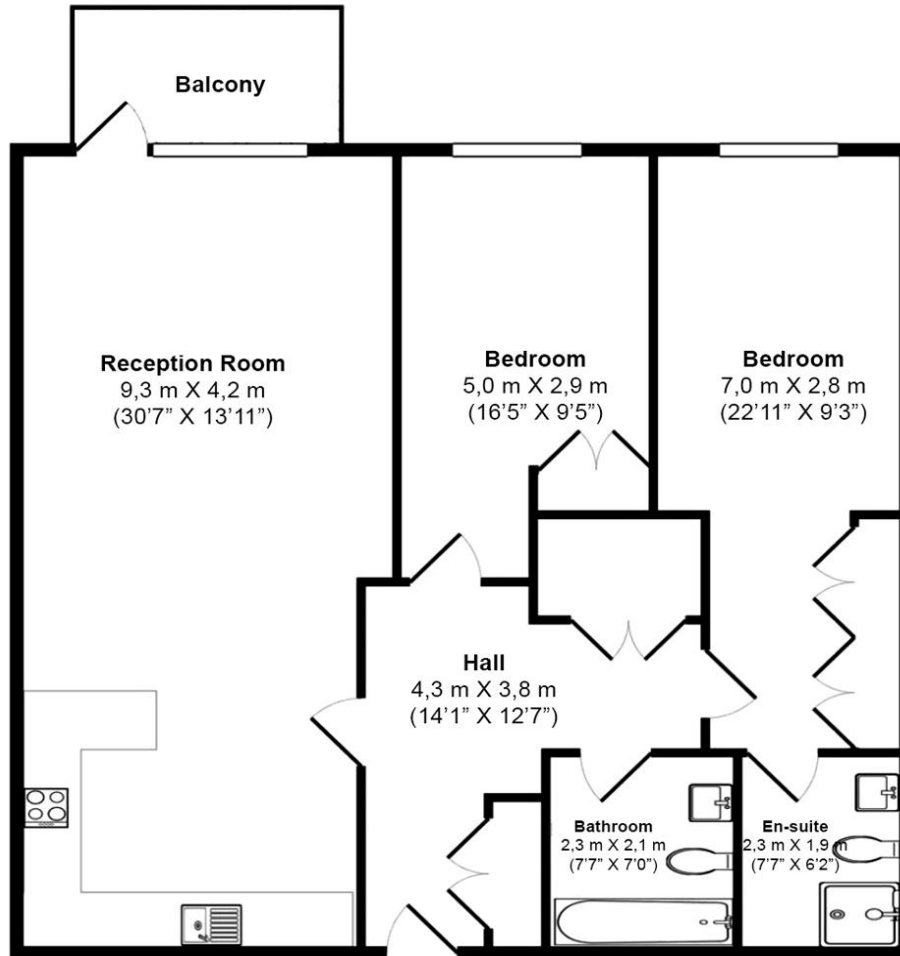 Balcony
Reception Room
9,3 m X 4,2 m
(30’7” X 13’11”)
Bedroom
5,0 m X 2,9 m
(16’5” X 9’5”)
Bedroom
7,0 m X 2,8 m
(22’11” X 9’3”)
Hall
4,3 m X 3,8 m
(14’1” X 12’7”)
Bathroom
2,3 m X 2,1 m
(7’7” X 7’0”)
En-suite
2,3 m X 1,9 m
(7’7” X 6’2”)